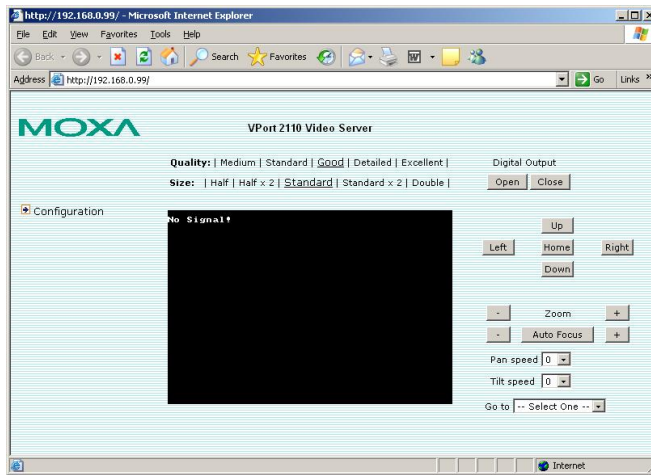 http://192.168.0.99/ - Microsoft Internet Explorer
File Edit View Favorites Tools Help
Back Search Favorites
Address http://192.168.0.99/ Go Links »
MOXA
VPort 2110 Video Server
Quality: | Medium | Standard | Good | Detailed | Excellent |
Digital Output
Size: | Half | Half x 2 | Standard | Standard x 2 | Double |
Open Close
Configuration
No Signal!
Up
Left Home Right
Down
- Zoom +
- Auto Focus +
Pan speed 0
Tilt speed 0
Go to -- Select One --
Internet